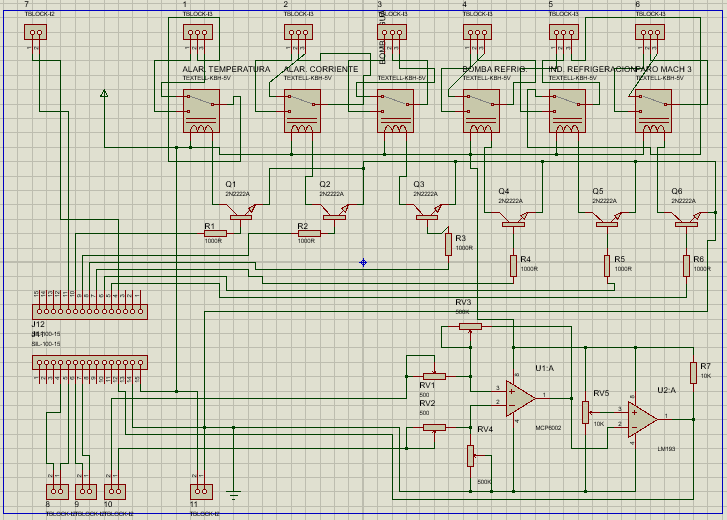 7
1
2
3
4
5
6
TBLOCK-I2
TBLOCK-I3
TBLOCK-I3
TBLOCK-I3
TBLOCK-I3
TBLOCK-I3
TBLOCK-I3
ALAR. TEMPERATURA
ALAR. CORRIENTE
BOMBA REFRIG.
IND. REFRIGERACION
FARO MACH 3
TEXTELL-KBH-5V
TEXTELL-KBH-5V
TEXTELL-KBH-5V
TEXTELL-KBH-5V
TEXTELL-KBH-5V
TEXTELL-KBH-5V
Q1
2N2222A
Q2
2N2222A
Q3
2N2222A
Q4
2N2222A
Q5
2N2222A
Q6
2N2222A
R1
1000R
R2
1000R
R3
1000R
R4
1000R
R5
1000R
R6
1000R
J12
SIL-100-15
RV3
500K
RV1
500
RV2
500
RV4
500K
U1:A
MCP6002
RV5
10K
U2:A
LM193
R7
10K
8
9
10
11
TBLOCK-I2